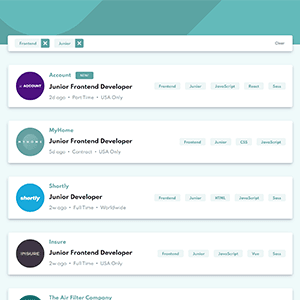 Frontend
Junior
Clear
ACCOUNT
Account NEW!
Junior Frontend Developer
2d ago • Part Time • USA Only
Frontend Junior JavaScript React Sass
MYHOME
MyHome
Junior Frontend Developer
5d ago • Contract • USA Only
Frontend Junior CSS JavaScript
shortly
Shortly
Junior Developer
2w ago • Full Time • Worldwide
Frontend Junior HTML JavaScript Sass
INSURE
Insure
Junior Frontend Developer
2w ago • Full Time • USA Only
Frontend Junior JavaScript Vue Sass
The Air Filter Company